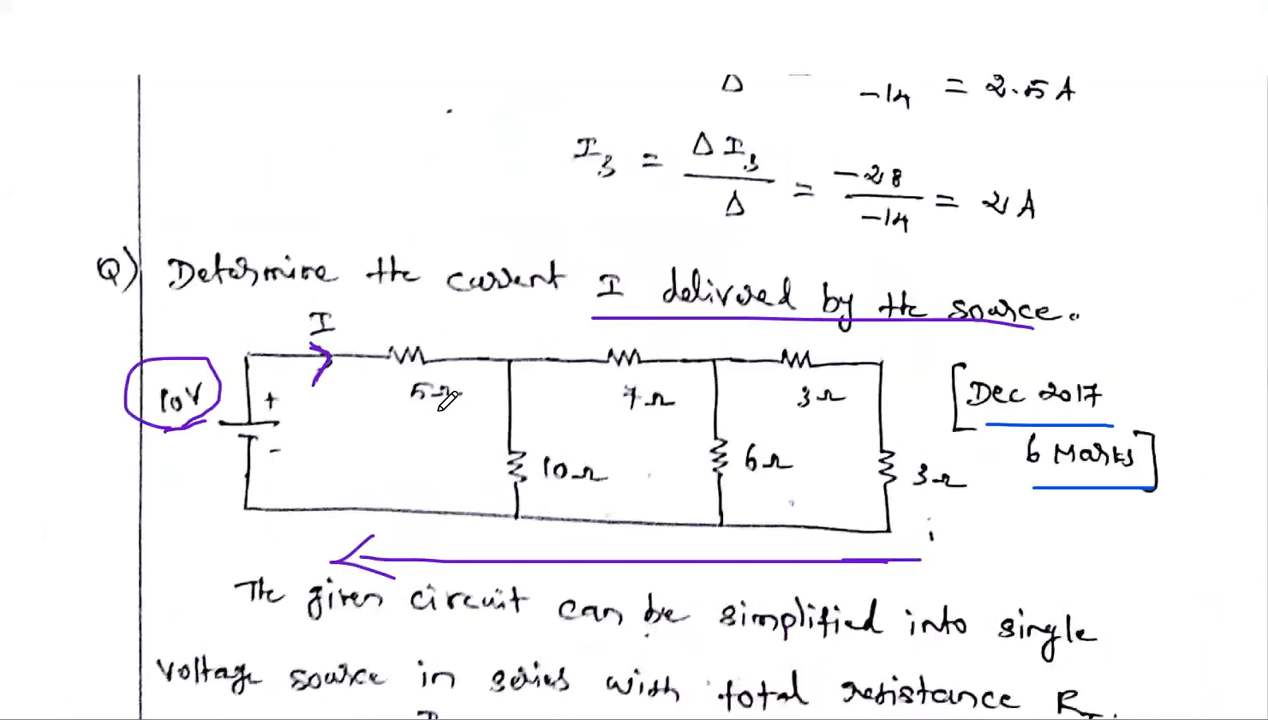 Δ -14 = 2.5 A
I₃ = Δ I₃ / Δ = -28 / -14 = 2 A
Q) Determine the current I delivered by the source.
I
10V + - 5Ω 7Ω 3Ω [Dec 2017
10Ω 6Ω 3Ω 6 Marks]
The given circuit can be simplified into single
voltage source in series with total resistance R_T.